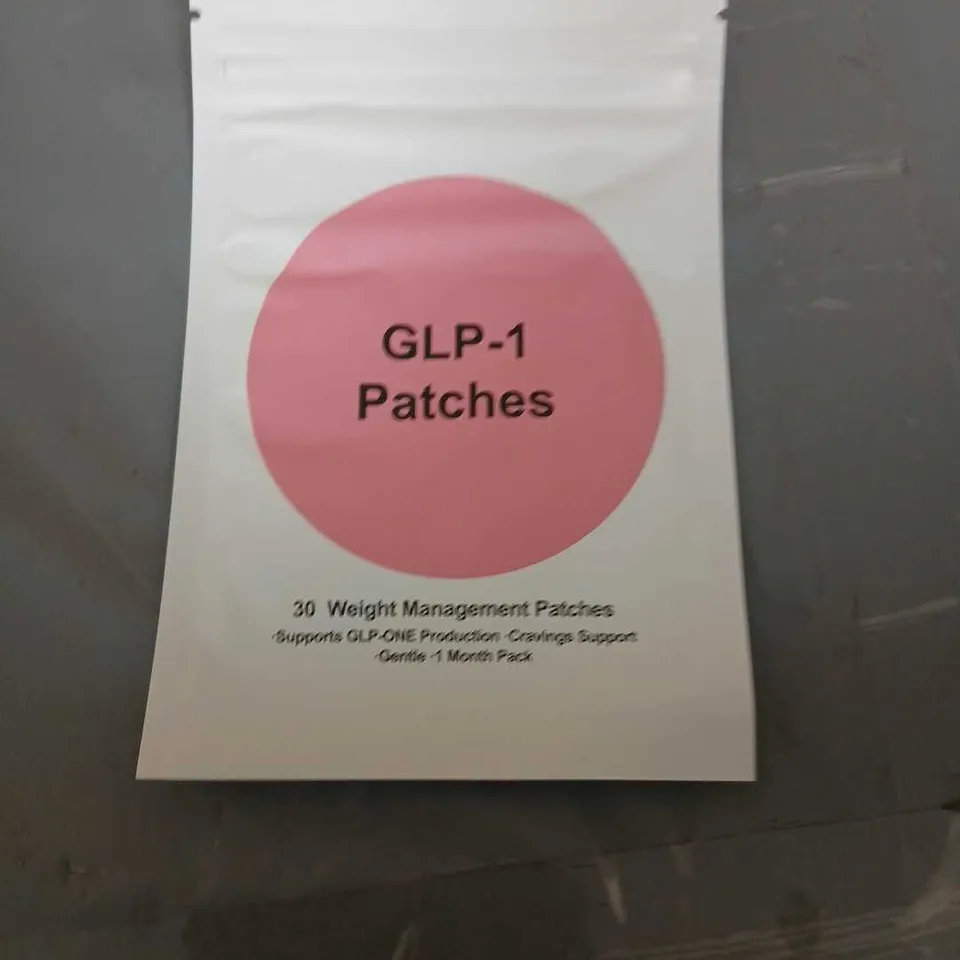 GLP-1
Patches
30 Weight Management Patches
·Supports GLP-ONE Production ·Cravings Support
·Gentle ·1 Month Pack